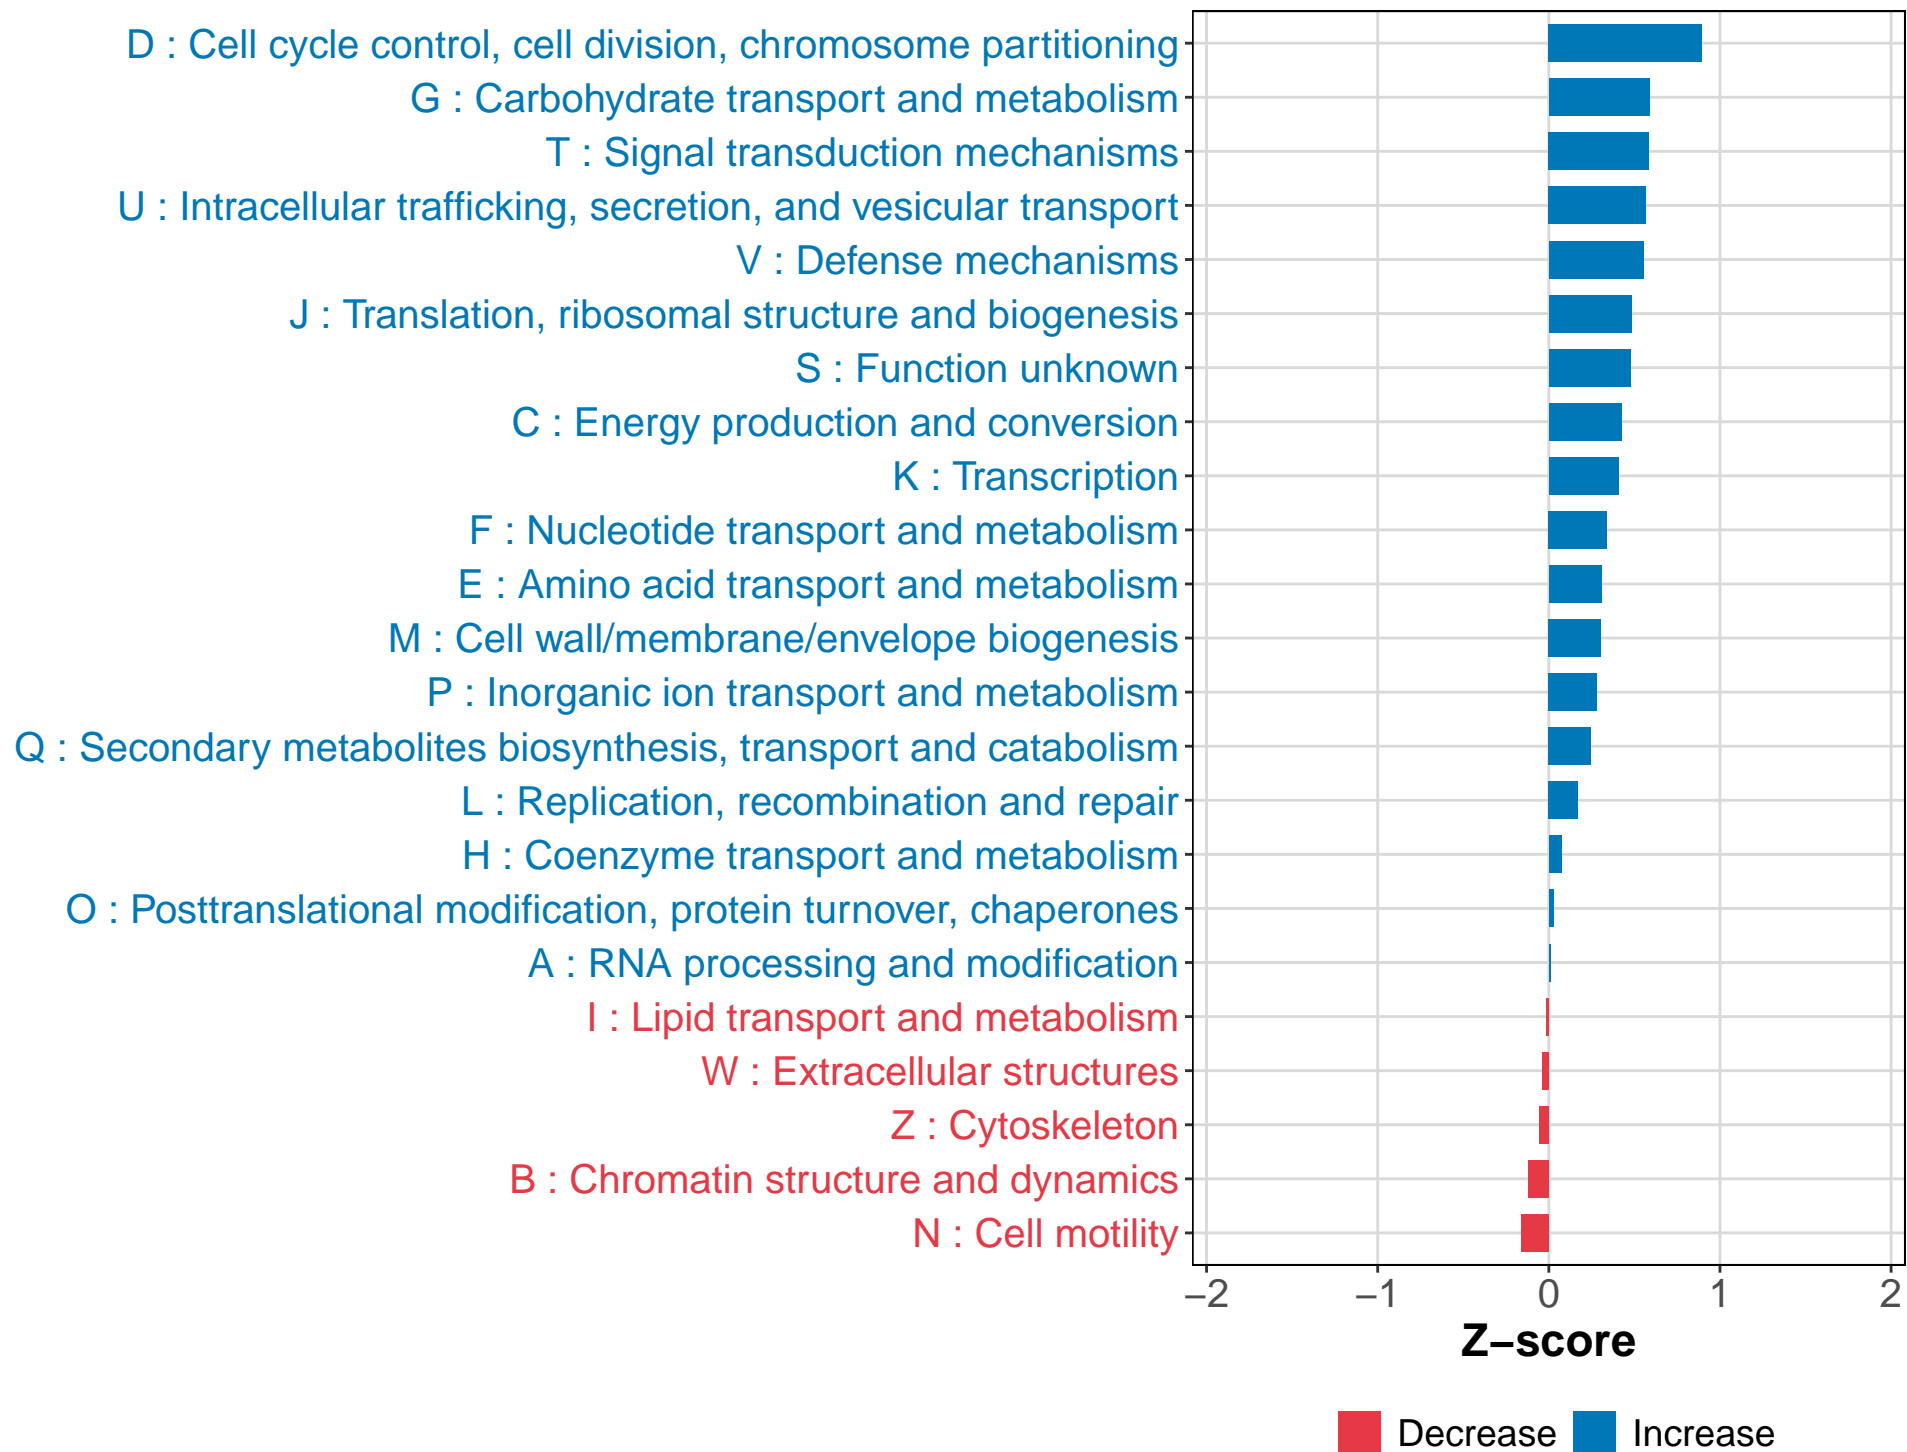 D : Cell cycle control, cell division, chromosome partitioning
G : Carbohydrate transport and metabolism
T : Signal transduction mechanisms
U : Intracellular trafficking, secretion, and vesicular transport
V : Defense mechanisms
J : Translation, ribosomal structure and biogenesis
S : Function unknown
C : Energy production and conversion
K : Transcription
F : Nucleotide transport and metabolism
E : Amino acid transport and metabolism
M : Cell wall/membrane/envelope biogenesis
P : Inorganic ion transport and metabolism
Q : Secondary metabolites biosynthesis, transport and catabolism
L : Replication, recombination and repair
H : Coenzyme transport and metabolism
O : Posttranslational modification, protein turnover, chaperones
A : RNA processing and modification
I : Lipid transport and metabolism
W : Extracellular structures
Z : Cytoskeleton
B : Chromatin structure and dynamics
N : Cell motility
−2 −1 0 1 2
Z−score
Decrease Increase